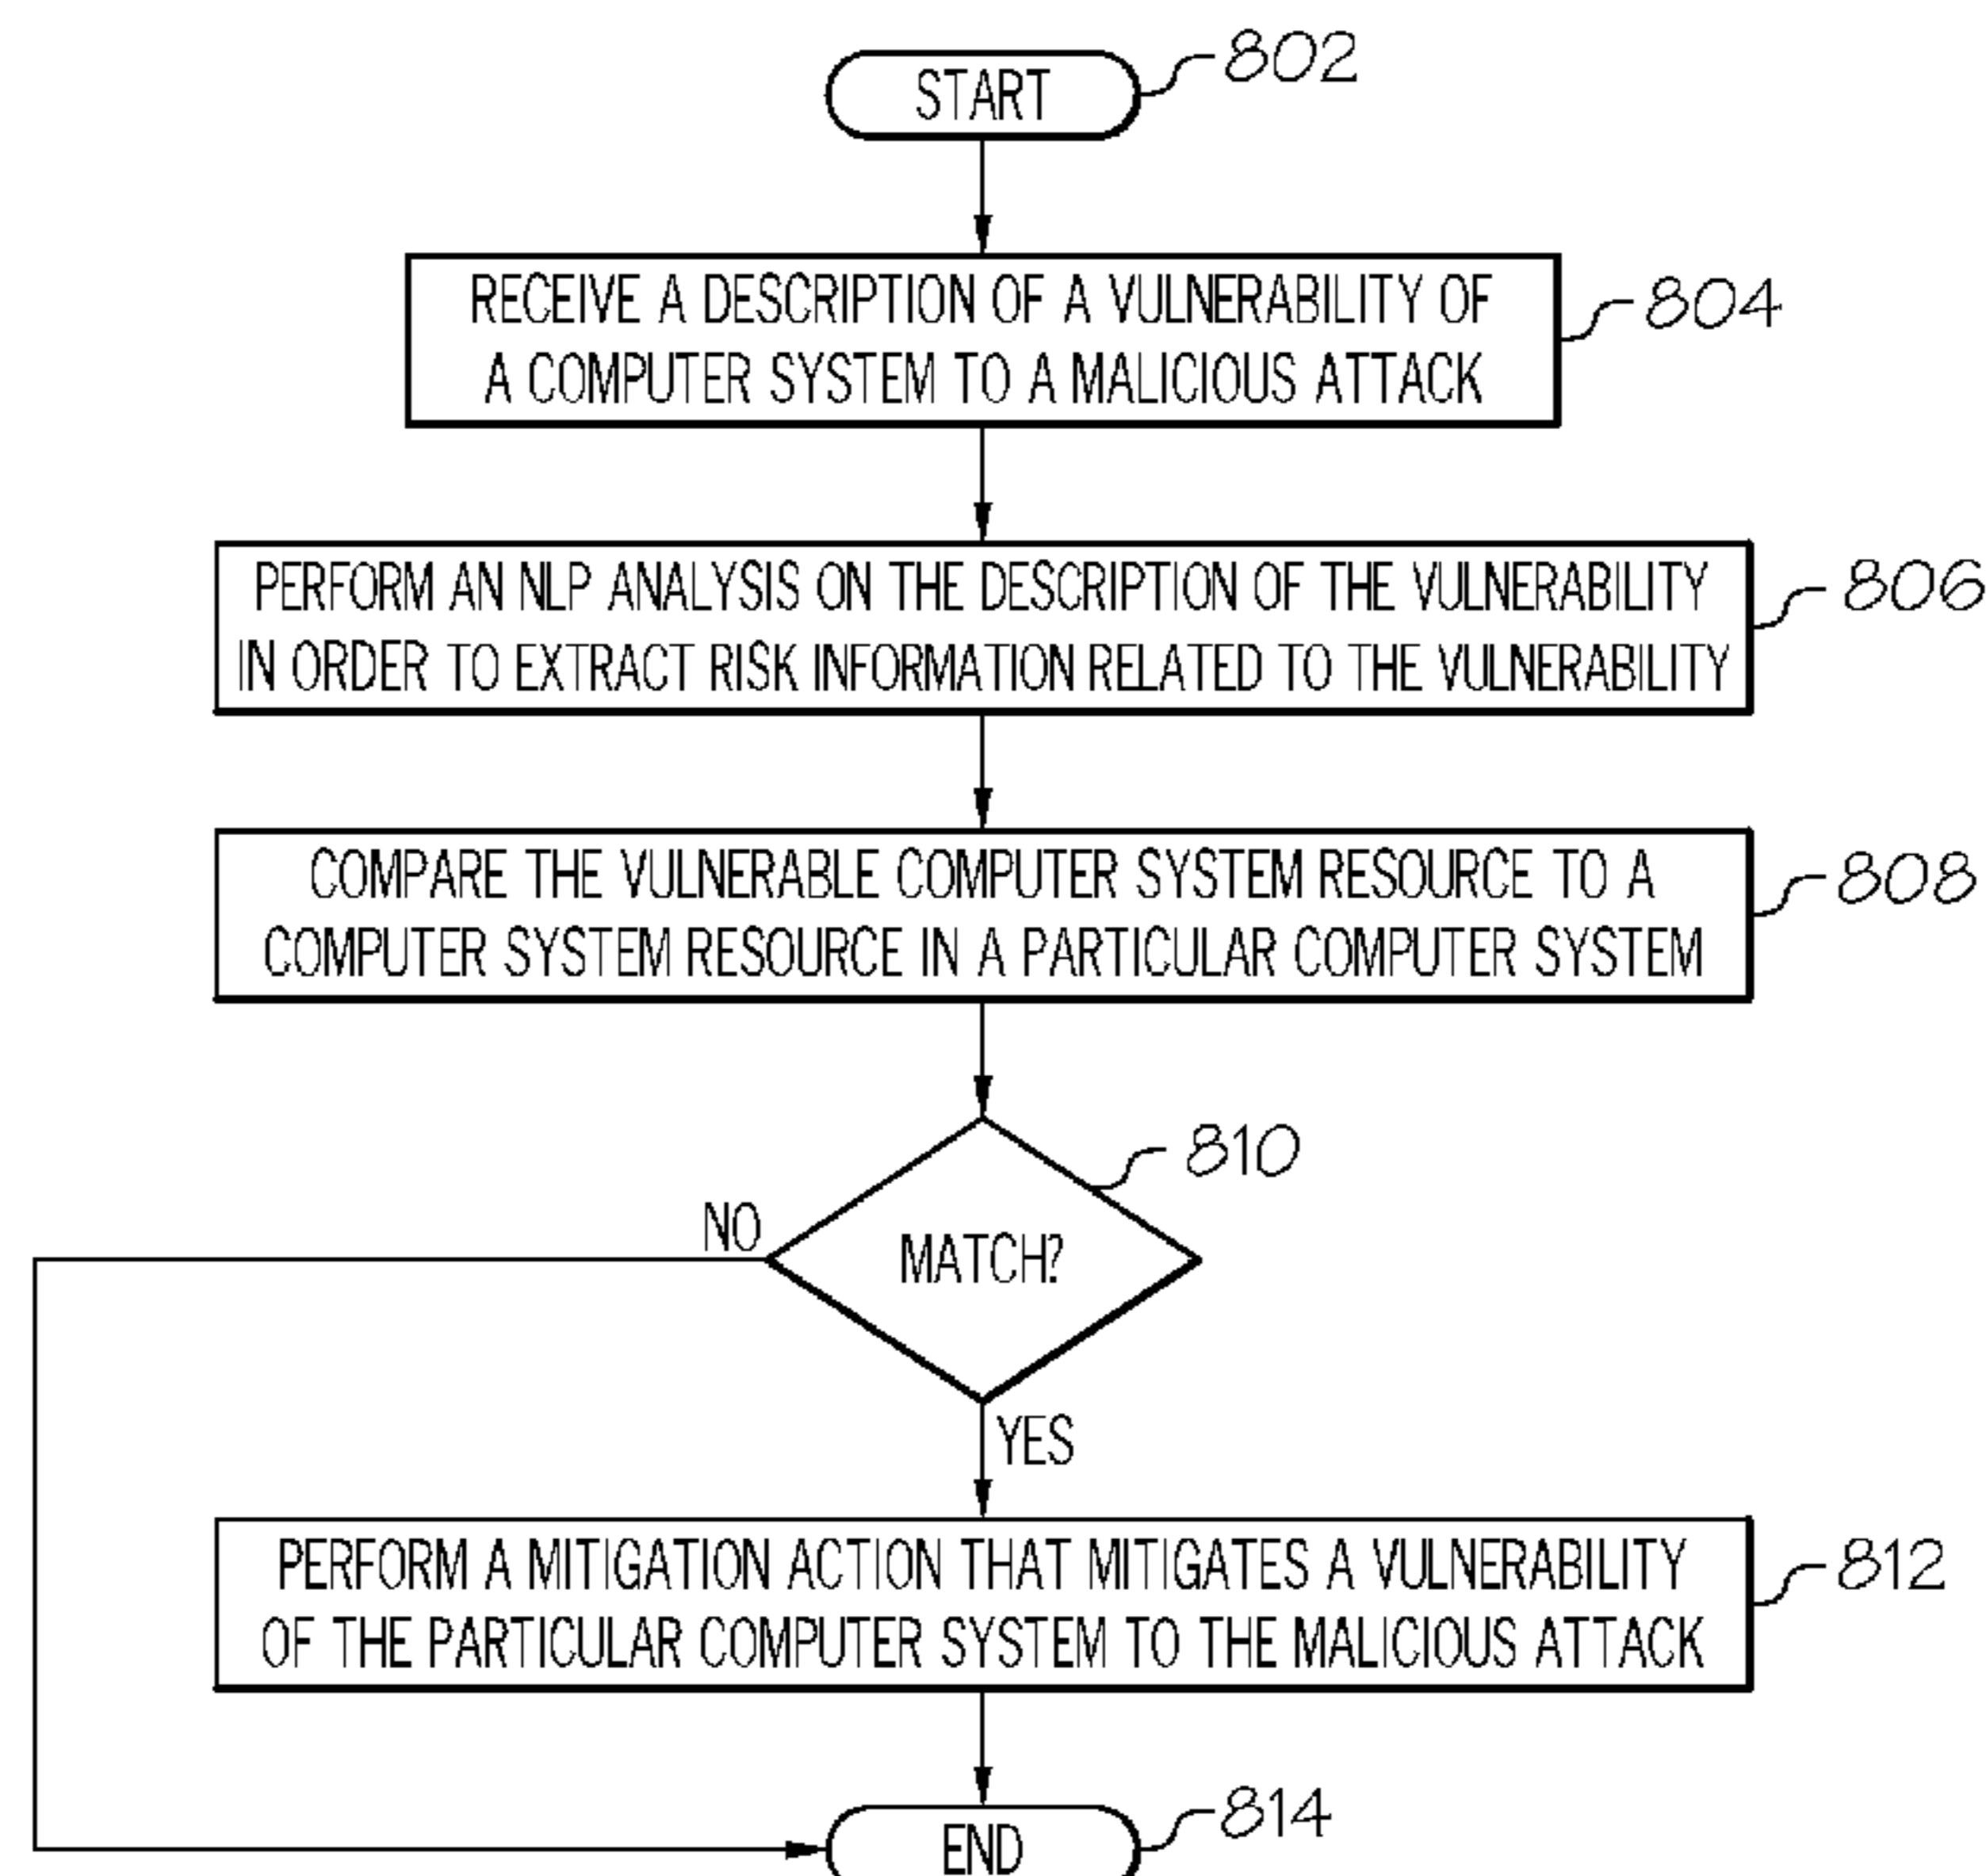 START
802
RECEIVE A DESCRIPTION OF A VULNERABILITY OF
A COMPUTER SYSTEM TO A MALICIOUS ATTACK
804
PERFORM AN NLP ANALYSIS ON THE DESCRIPTION OF THE VULNERABILITY
IN ORDER TO EXTRACT RISK INFORMATION RELATED TO THE VULNERABILITY
806
COMPARE THE VULNERABLE COMPUTER SYSTEM RESOURCE TO A
COMPUTER SYSTEM RESOURCE IN A PARTICULAR COMPUTER SYSTEM
808
810
NO
MATCH?
YES
PERFORM A MITIGATION ACTION THAT MITIGATES A VULNERABILITY
OF THE PARTICULAR COMPUTER SYSTEM TO THE MALICIOUS ATTACK
812
END
814